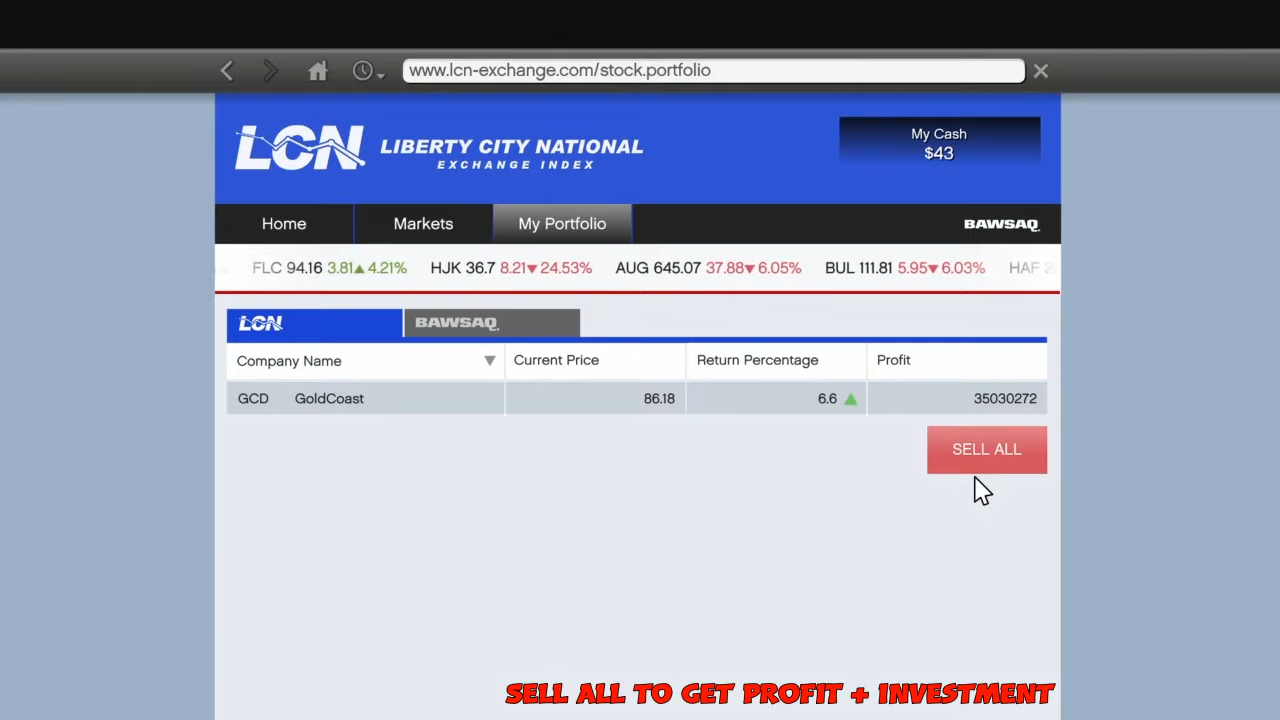 www.lcn-exchange.com/stock.portfolio
LCN LIBERTY CITY NATIONAL
EXCHANGE INDEX
My Cash
$43
Home Markets My Portfolio BAWSAQ
FLC 94.16 3.81▲4.21% HJK 36.7 8.21▼24.53% AUG 645.07 37.88▼6.05% BUL 111.81 5.95▼6.03% HAF
LCN BAWSAQ
Company Name Current Price Return Percentage Profit
GCD GoldCoast 86.18 6.6 35030272
SELL ALL
SELL ALL TO GET PROFIT + INVESTMENT